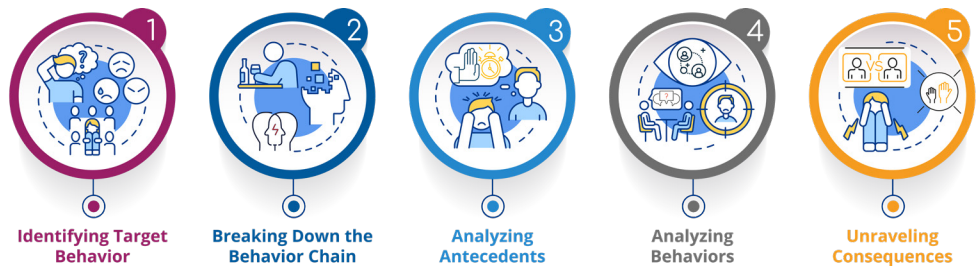 1
2
3
4
5
?
VS
?
Identifying Target
Behavior
Breaking Down the
Behavior Chain
Analyzing
Antecedents
Analyzing
Behaviors
Unraveling
Consequences